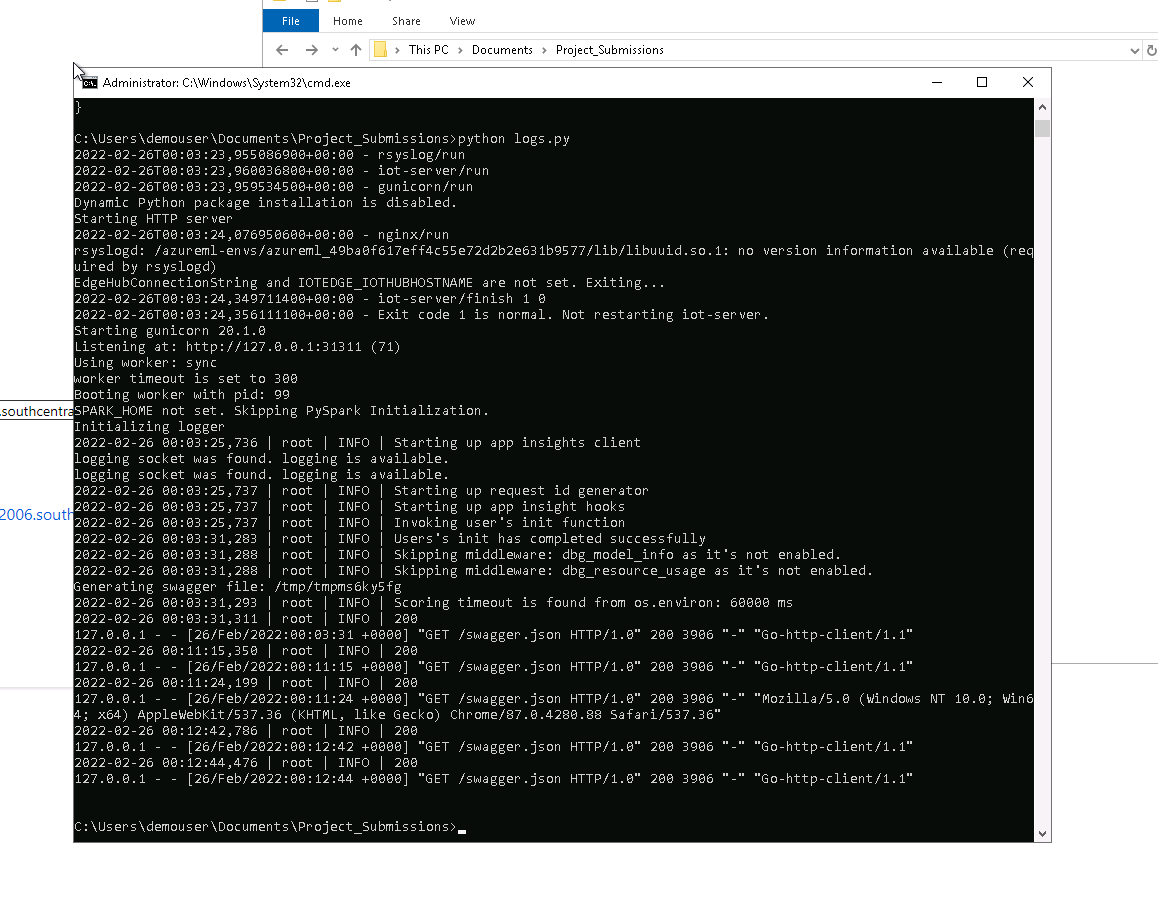 File Home Share View
This PC > Documents > Project_Submissions
Administrator: C:\Windows\System32\cmd.exe
}
C:\Users\demouser\Documents\Project_Submissions>python logs.py
2022-02-26T00:03:23,955086900+00:00 - rsyslog/run
2022-02-26T00:03:23,960036800+00:00 - iot-server/run
2022-02-26T00:03:23,959534500+00:00 - gunicorn/run
Dynamic Python package installation is disabled.
Starting HTTP server
2022-02-26T00:03:24,076950600+00:00 - nginx/run
rsyslogd: /azureml-envs/azureml_49ba0f617eff4c55e72d2b2e631b9577/lib/libuuid.so.1: no version information available (req
uired by rsyslogd)
EdgeHubConnectionString and IOTEDGE_IOTHUBHOSTNAME are not set. Exiting...
2022-02-26T00:03:24,349711400+00:00 - iot-server/finish 1 0
2022-02-26T00:03:24,356111100+00:00 - Exit code 1 is normal. Not restarting iot-server.
Starting gunicorn 20.1.0
Listening at: http://127.0.0.1:31311 (71)
Using worker: sync
worker timeout is set to 300
Booting worker with pid: 99
.southcentra
SPARK_HOME not set. Skipping PySpark Initialization.
Initializing logger
2022-02-26 00:03:25,736 | root | INFO | Starting up app insights client
logging socket was found. logging is available.
logging socket was found. logging is available.
2022-02-26 00:03:25,737 | root | INFO | Starting up request id generator
2022-02-26 00:03:25,737 | root | INFO | Starting up app insight hooks
2006.south
2022-02-26 00:03:25,737 | root | INFO | Invoking user's init function
2022-02-26 00:03:31,283 | root | INFO | Users's init has completed successfully
2022-02-26 00:03:31,288 | root | INFO | Skipping middleware: dbg_model_info as it's not enabled.
2022-02-26 00:03:31,288 | root | INFO | Skipping middleware: dbg_resource_usage as it's not enabled.
Generating swagger file: /tmp/tmpms6ky5fg
2022-02-26 00:03:31,293 | root | INFO | Scoring timeout is found from os.environ: 60000 ms
2022-02-26 00:03:31,311 | root | INFO | 200
127.0.0.1 - - [26/Feb/2022:00:03:31 +0000] "GET /swagger.json HTTP/1.0" 200 3906 "-" "Go-http-client/1.1"
2022-02-26 00:11:15,350 | root | INFO | 200
127.0.0.1 - - [26/Feb/2022:00:11:15 +0000] "GET /swagger.json HTTP/1.0" 200 3906 "-" "Go-http-client/1.1"
2022-02-26 00:11:24,199 | root | INFO | 200
127.0.0.1 - - [26/Feb/2022:00:11:24 +0000] "GET /swagger.json HTTP/1.0" 200 3906 "-" "Mozilla/5.0 (Windows NT 10.0; Win6
4; x64) AppleWebKit/537.36 (KHTML, like Gecko) Chrome/87.0.4280.88 Safari/537.36"
2022-02-26 00:12:42,786 | root | INFO | 200
127.0.0.1 - - [26/Feb/2022:00:12:42 +0000] "GET /swagger.json HTTP/1.0" 200 3906 "-" "Go-http-client/1.1"
2022-02-26 00:12:44,476 | root | INFO | 200
127.0.0.1 - - [26/Feb/2022:00:12:44 +0000] "GET /swagger.json HTTP/1.0" 200 3906 "-" "Go-http-client/1.1"
C:\Users\demouser\Documents\Project_Submissions>